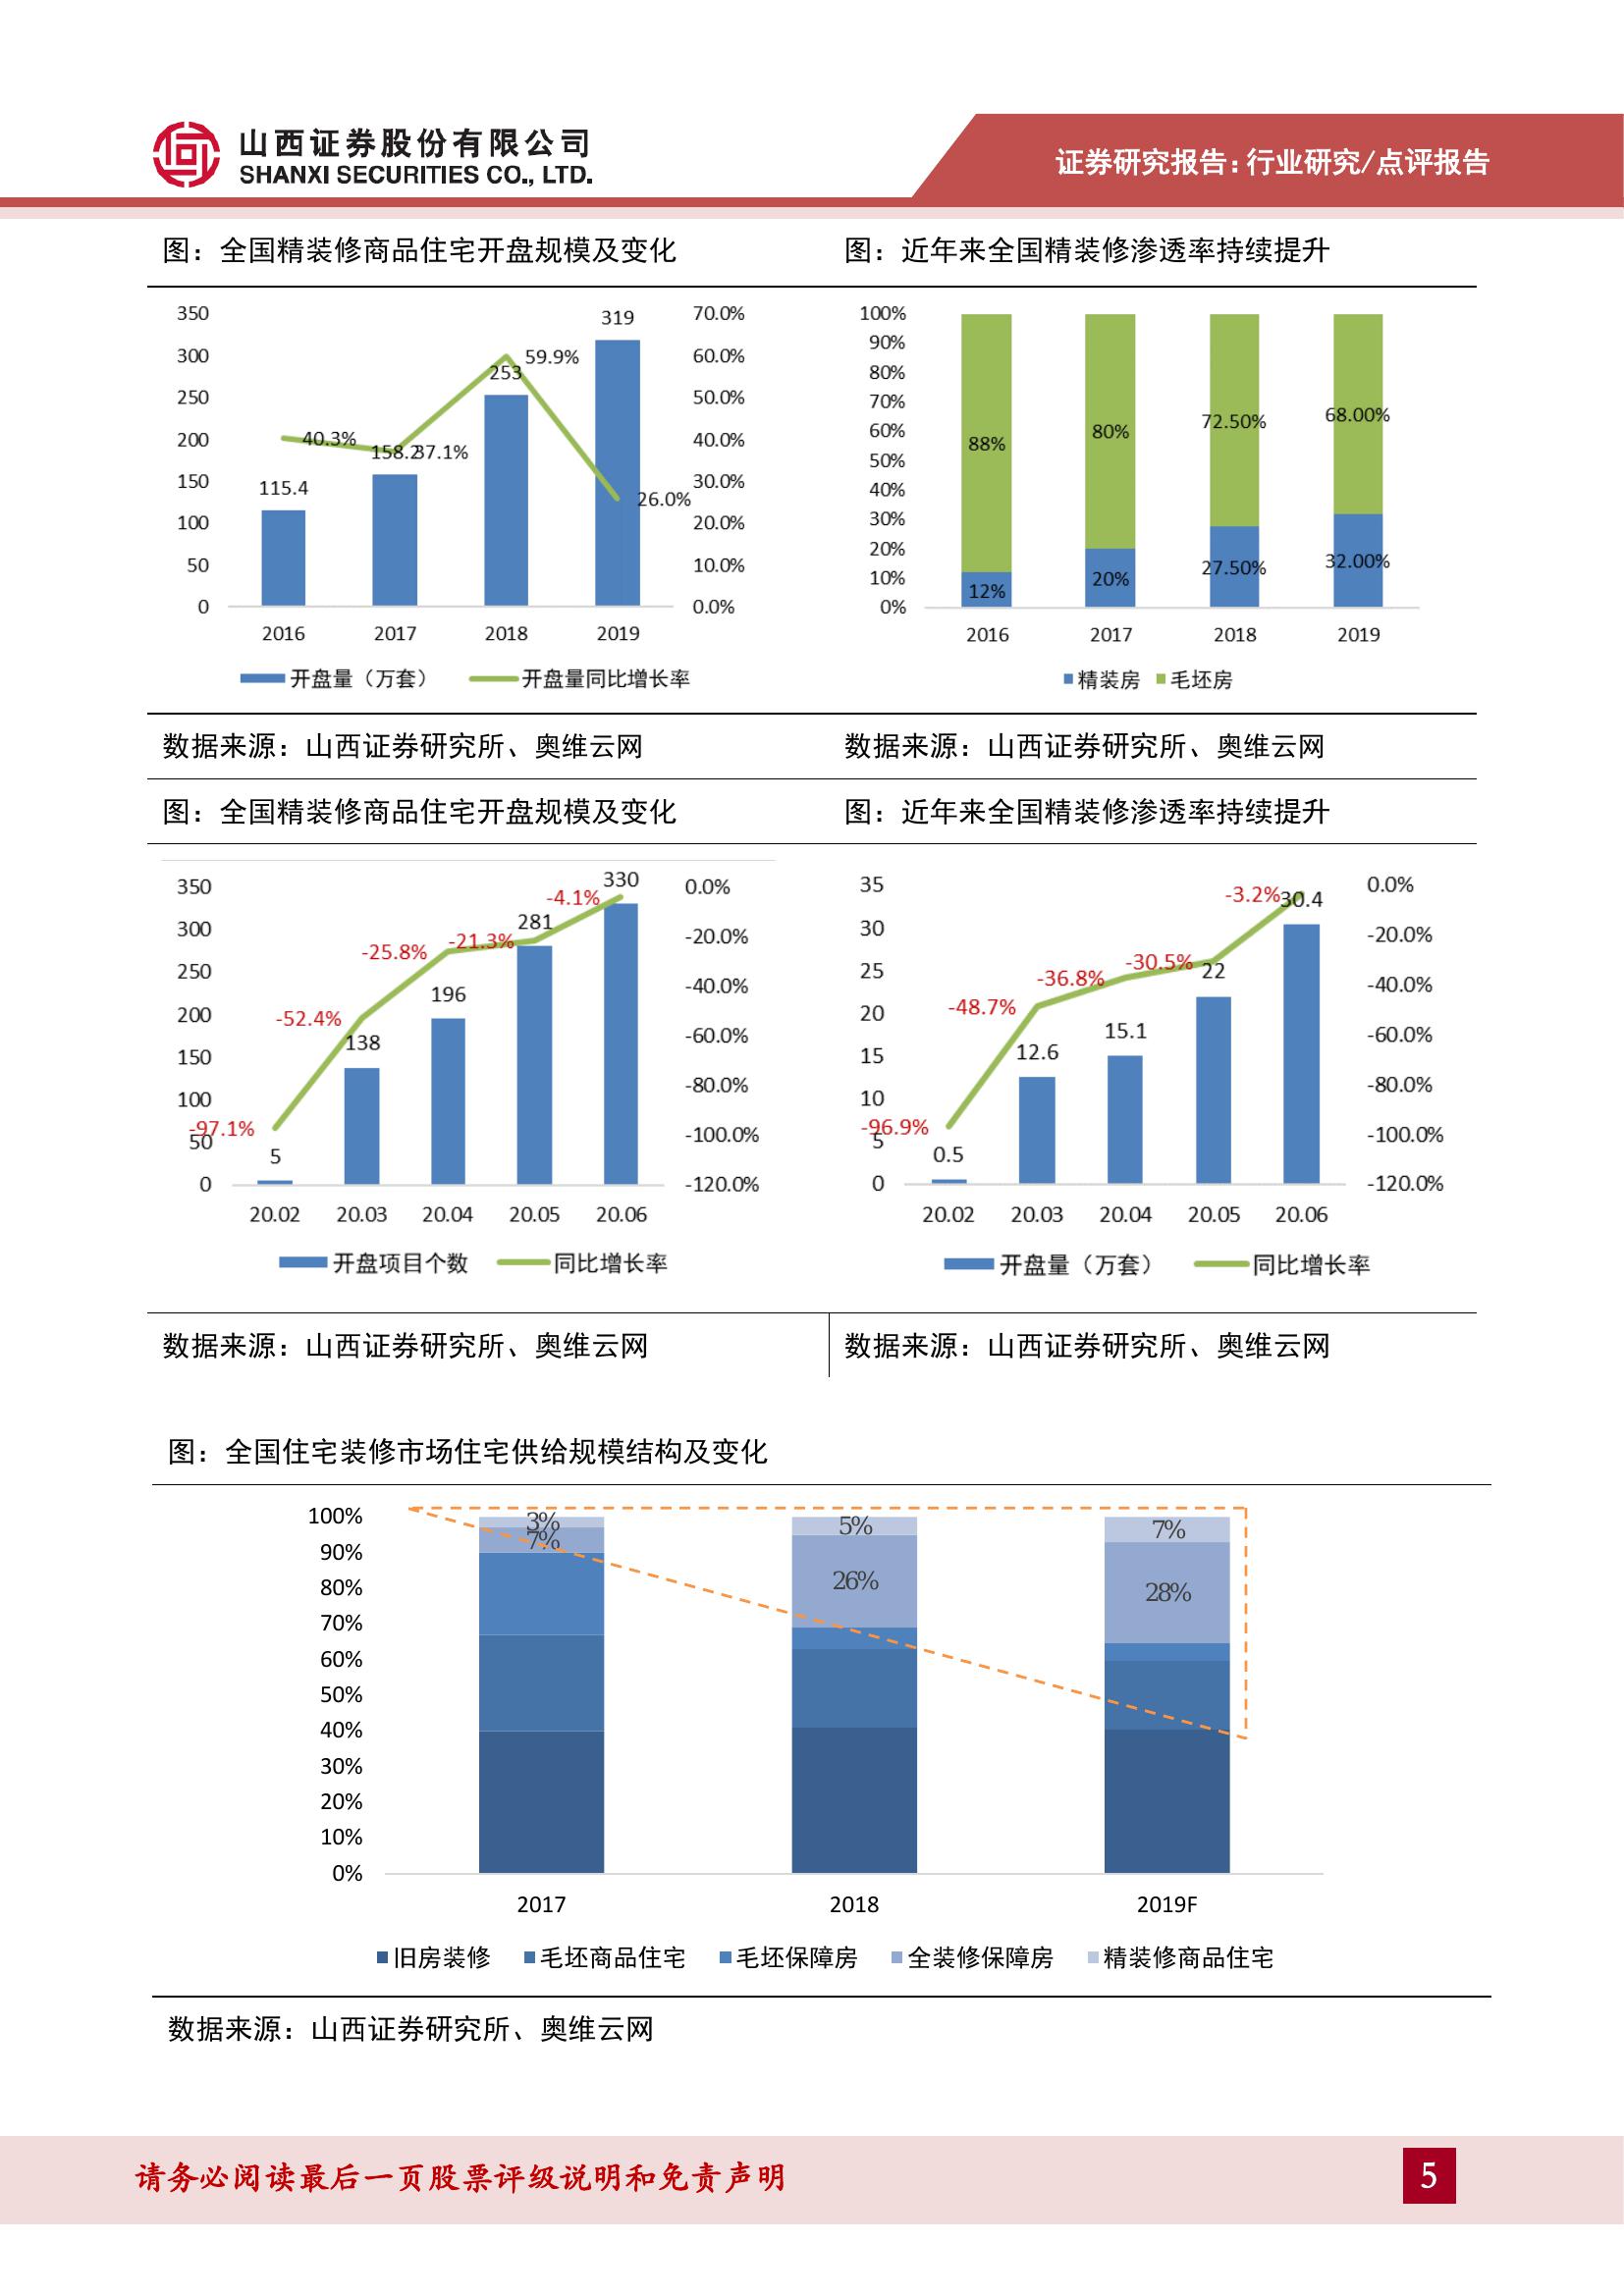 山西证券股份有限公司
SHANXI SECURITIES CO., LTD.
证券研究报告:行业研究/点评报告
图：全国精装修商品住宅开盘规模及变化
350
300
250
200
150
100
50
0
70.0%
60.0%
50.0%
40.0%
30.0%
20.0%
10.0%
0.0%
115.4
158.2
253
319
40.3%
37.1%
59.9%
26.0%
2016 2017 2018 2019
开盘量（万套） 开盘量同比增长率
图：近年来全国精装修渗透率持续提升
100%
90%
80%
70%
60%
50%
40%
30%
20%
10%
0%
88% 80% 72.50% 68.00%
12% 20% 27.50% 32.00%
2016 2017 2018 2019
精装房 毛坯房
数据来源：山西证券研究所、奥维云网
数据来源：山西证券研究所、奥维云网
图：全国精装修商品住宅开盘规模及变化
350
300
250
200
150
100
50
0
0.0%
-20.0%
-40.0%
-60.0%
-80.0%
-100.0%
-120.0%
-97.1% -52.4% -25.8% -21.3% -4.1%
5 138 196 281 330
20.02 20.03 20.04 20.05 20.06
开盘项目个数 同比增长率
图：近年来全国精装修渗透率持续提升
35
30
25
20
15
10
5
0
0.0%
-20.0%
-40.0%
-60.0%
-80.0%
-100.0%
-120.0%
-96.9% -48.7% -36.8% -30.5% -3.2%
0.5 12.6 15.1 22 30.4
20.02 20.03 20.04 20.05 20.06
开盘量（万套） 同比增长率
数据来源：山西证券研究所、奥维云网
数据来源：山西证券研究所、奥维云网
图：全国住宅装修市场住宅供给规模结构及变化
100%
90%
80%
70%
60%
50%
40%
30%
20%
10%
0%
3% 5% 7%
7% 26% 28%
2017 2018 2019F
旧房装修 毛坯商品住宅 毛坯保障房 全装修保障房 精装修商品住宅
数据来源：山西证券研究所、奥维云网
请务必阅读最后一页股票评级说明和免责声明
5